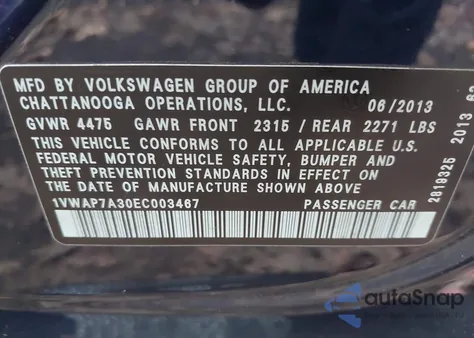 MFD BY VOLKSWAGEN GROUP OF AMERICA
CHATTANOOGA OPERATIONS, LLC. 06/2013
GVWR 4475 GAWR FRONT 2315 / REAR 2271 LBS
THIS VEHICLE CONFORMS TO ALL APPLICABLE U.S.
FEDERAL MOTOR VEHICLE SAFETY, BUMPER AND
THEFT PREVENTION STANDARDS IN EFFECT ON THE
DATE OF MANUFACTURE SHOWN ABOVE
1VWAP7A30EC003467 PASSENGER CAR
2819325 2013
autoSnap